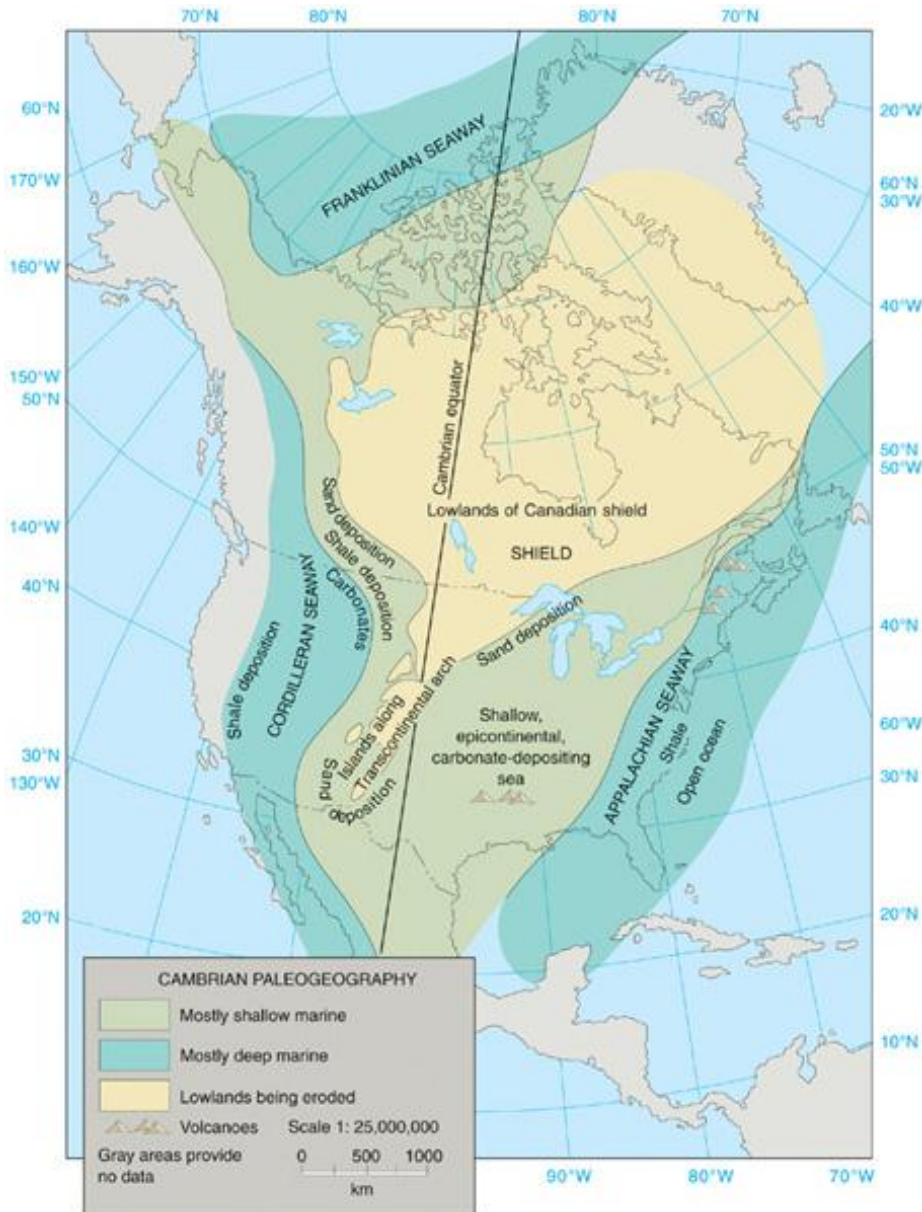 70°N
80°N
80°N
70°N
60°N
170°W
160°W
150°W
50°N
140°W
40°N
30°N
130°W
20°N
20°W
60°N
30°W
40°W
50°N
50°W
40°N
60°W
30°N
20°N
10°N
FRANKLINIAN SEAWAY
Cambrian equator
Lowlands of Canadian shield
SHIELD
Sand deposition
Shale deposition
Carbonates
CORDILLERAN SEAWAY
Shale deposition
Sand deposition
Islands along
Transcontinental arch
Sand
deposition
Shallow,
epicontinental,
carbonate-depositing
sea
APPALACHIAN SEAWAY
Shale
Open ocean
CAMBRIAN PALEOGEOGRAPHY
Mostly shallow marine
Mostly deep marine
Lowlands being eroded
Volcanoes Scale 1: 25,000,000
Gray areas provide
no data
0 500 1000
km
90°W
80°W
70°W